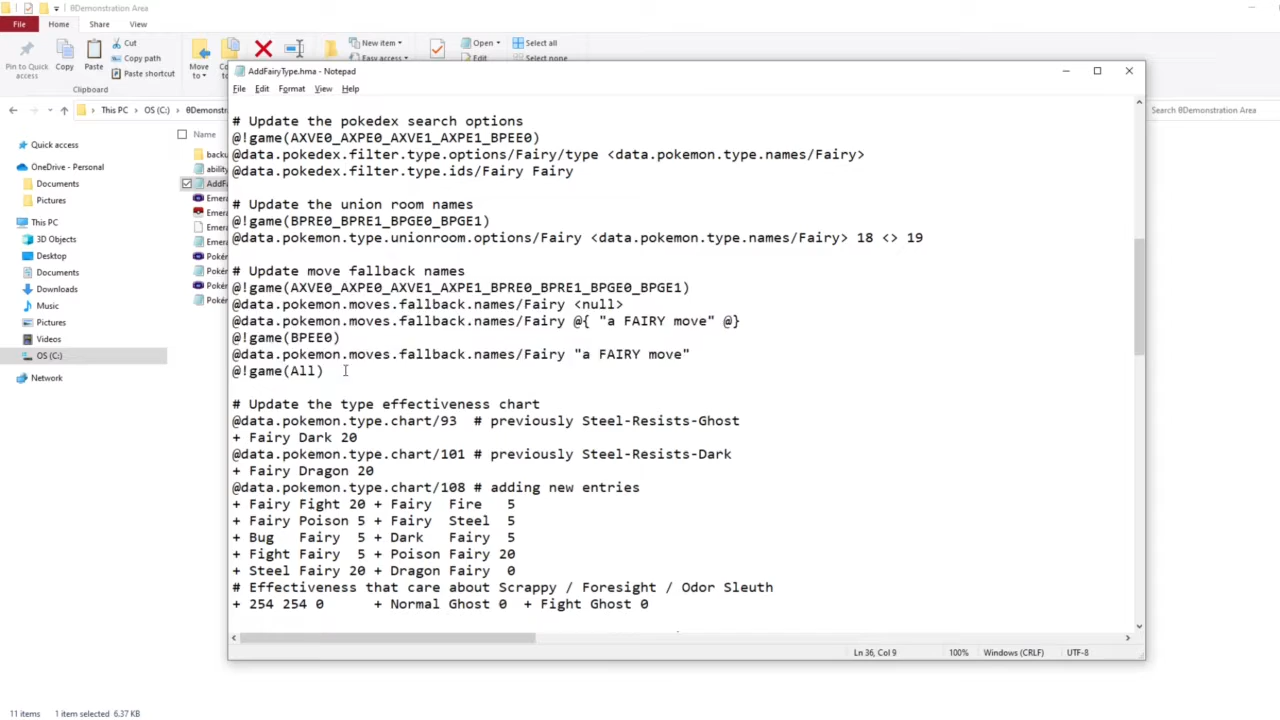 θDemonstration Area
File
Home
Share
View
Pin to Quick access
Copy
Paste
Cut
Copy path
Paste shortcut
Clipboard
Move to
New item
Easy access
Open
Edit
Select all
Select none
This PC
OS (C:)
Search θDemonstration Area
Quick access
OneDrive - Personal
Documents
Pictures
This PC
3D Objects
Desktop
Documents
Downloads
Music
Pictures
Videos
OS (C:)
Network
Name
AddFairyType.hma - Notepad
File Edit Format View Help
# Update the pokedex search options
@!game(AXVE0_AXPE0_AXVE1_AXPE1_BPEE0)
@data.pokedex.filter.type.options/Fairy/type <data.pokemon.type.names/Fairy>
@data.pokedex.filter.type.ids/Fairy Fairy
# Update the union room names
@!game(BPRE0_BPRE1_BPGE0_BPGE1)
@data.pokemon.type.unionroom.options/Fairy <data.pokemon.type.names/Fairy> 18 <> 19
# Update move fallback names
@!game(AXVE0_AXPE0_AXVE1_AXPE1_BPRE0_BPRE1_BPGE0_BPGE1)
@data.pokemon.moves.fallback.names/Fairy <null>
@data.pokemon.moves.fallback.names/Fairy @{ "a FAIRY move" @}
@!game(BPEE0)
@data.pokemon.moves.fallback.names/Fairy "a FAIRY move"
@!game(All)
# Update the type effectiveness chart
@data.pokemon.type.chart/93  # previously Steel-Resists-Ghost
+ Fairy Dark 20
@data.pokemon.type.chart/101 # previously Steel-Resists-Dark
+ Fairy Dragon 20
@data.pokemon.type.chart/108 # adding new entries
+ Fairy Fight 20 + Fairy  Fire   5
+ Fairy Poison 5 + Fairy  Steel  5
+ Bug   Fairy  5 + Dark   Fairy  5
+ Fight Fairy  5 + Poison Fairy 20
+ Steel Fairy 20 + Dragon Fairy  0
# Effectiveness that care about Scrappy / Foresight / Odor Sleuth
+ 254 254 0      + Normal Ghost 0  + Fight Ghost 0
Ln 36, Col 9
100%
Windows (CRLF)
UTF-8
11 items
1 item selected 6.37 KB